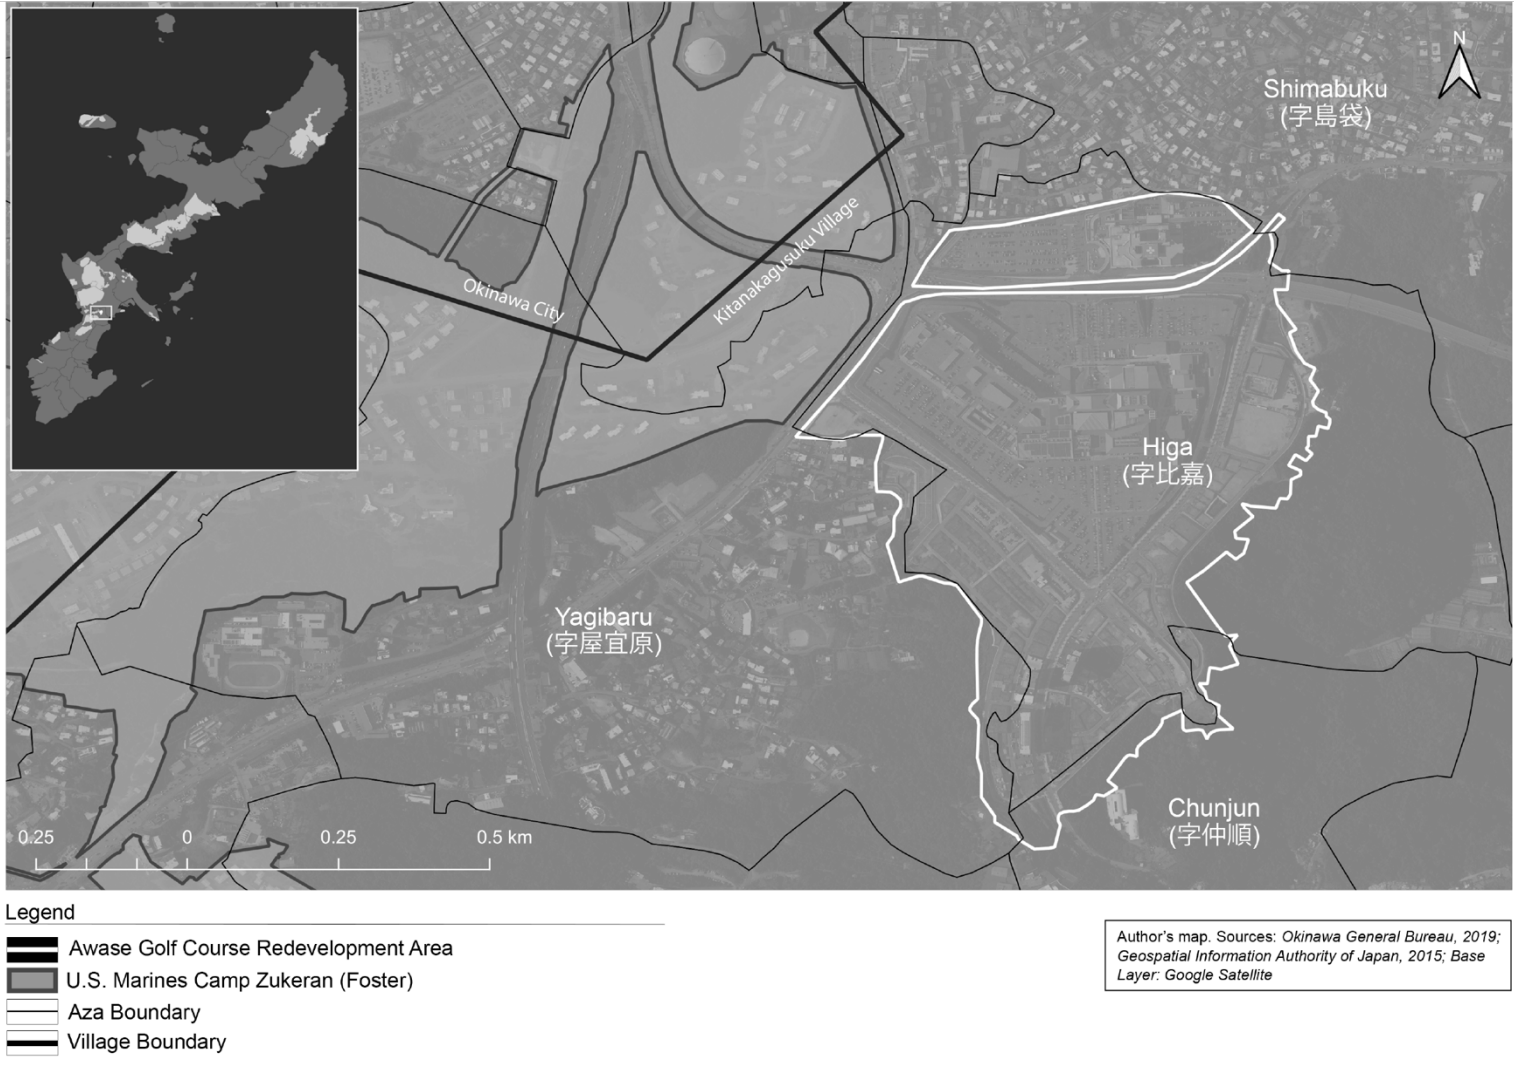 N
Shimabuku
(字島袋)
Kitanakagusuku Village
Okinawa City
Higa
(字比嘉)
Yagibaru
(字屋宜原)
Chunjun
(字仲順)
0.25 0 0.25 0.5 km
Legend
Awase Golf Course Redevelopment Area
U.S. Marines Camp Zukeran (Foster)
Aza Boundary
Village Boundary
Author's map. Sources: Okinawa General Bureau, 2019;
Geospatial Information Authority of Japan, 2015; Base
Layer: Google Satellite